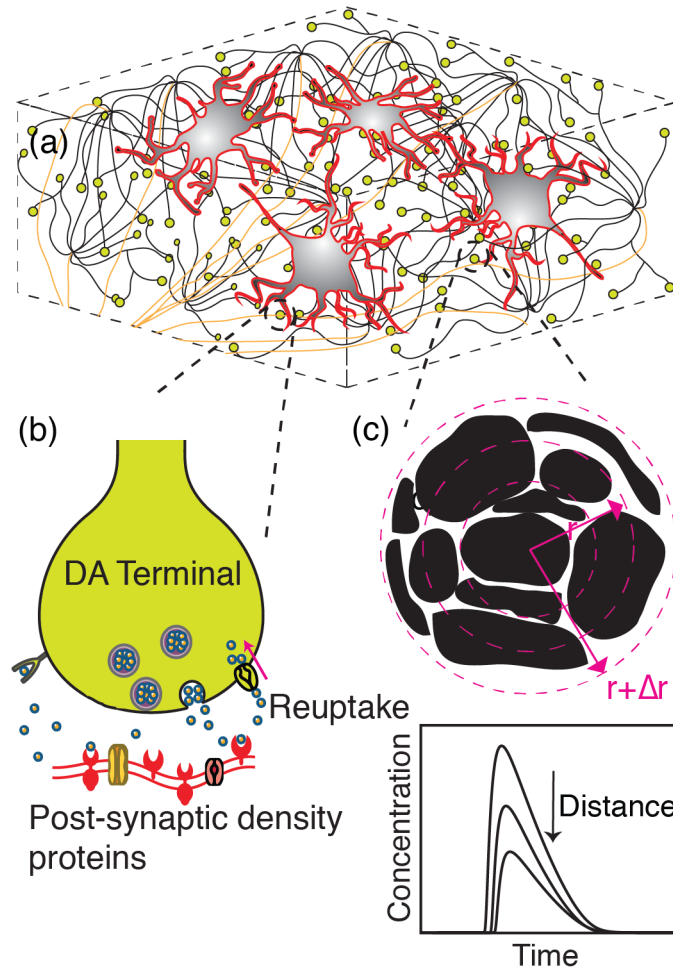 (a)
(b)
(c)
DA Terminal
Reuptake
Post-synaptic density
proteins
r
r+Δr
Concentration
Distance
Time